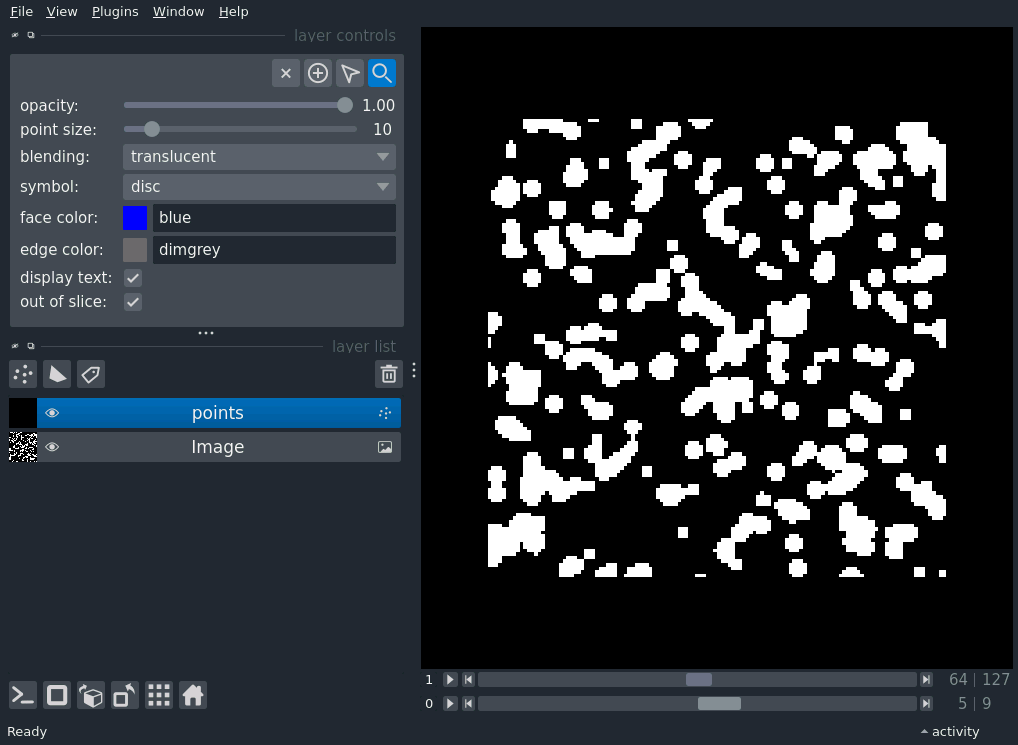 File View Plugins Window Help
layer controls
opacity: 1.00
point size: 10
blending: translucent
symbol: disc
face color: blue
edge color: dimgrey
display text:
out of slice:
layer list
points
Image
1 64 | 127
0 5 | 9
Ready activity